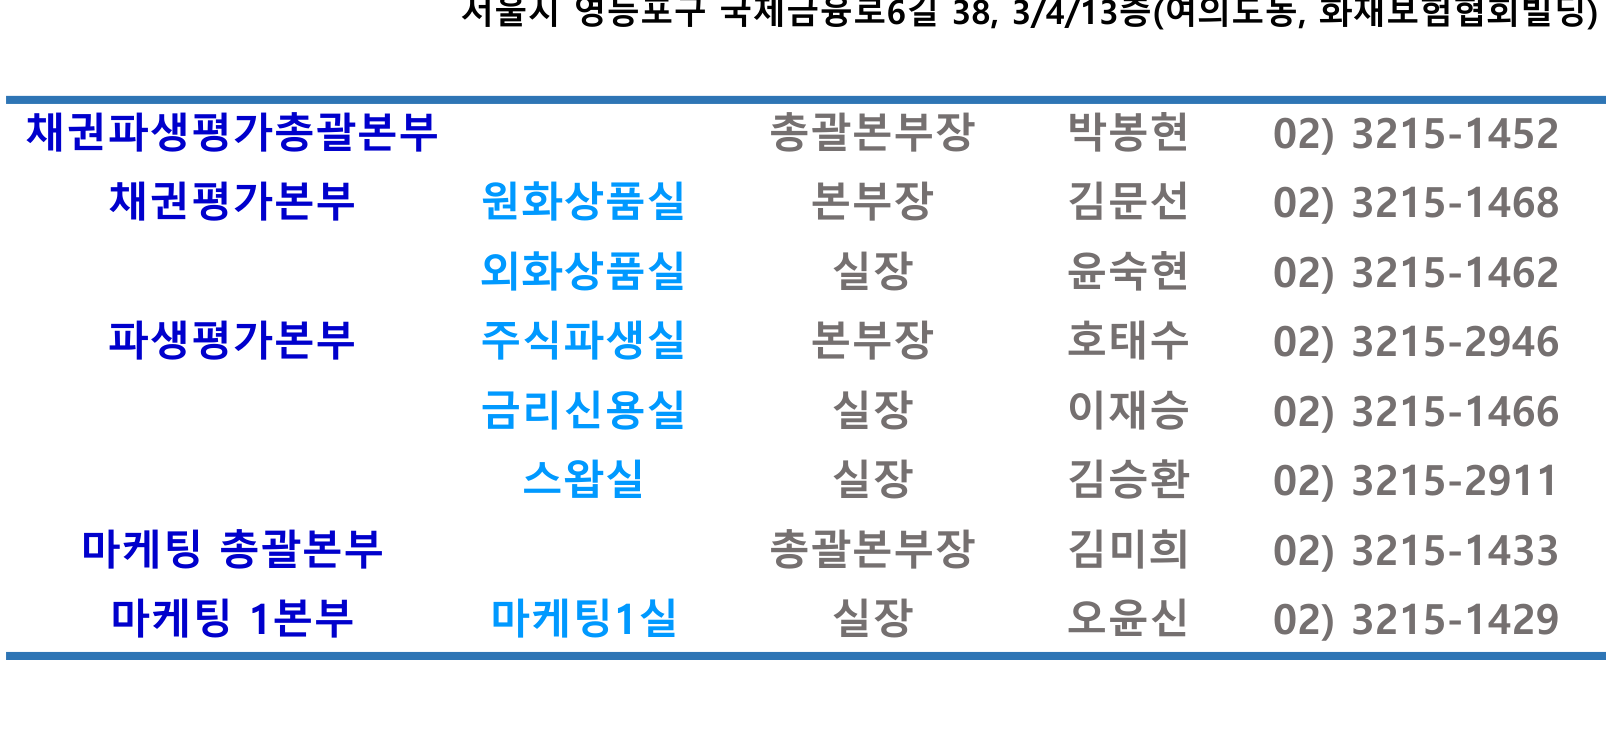 서울시 영등포구 국제금융로6길 38, 3/4/13층(여의도동, 화재보험협회빌딩)
채권파생평가총괄본부 총괄본부장 박봉현 02) 3215-1452
채권평가본부 원화상품실 본부장 김문선 02) 3215-1468
외화상품실 실장 윤숙현 02) 3215-1462
파생평가본부 주식파생실 본부장 호태수 02) 3215-2946
금리신용실 실장 이재승 02) 3215-1466
스왑실 실장 김승환 02) 3215-2911
마케팅 총괄본부 총괄본부장 김미희 02) 3215-1433
마케팅 1본부 마케팅1실 실장 오윤신 02) 3215-1429